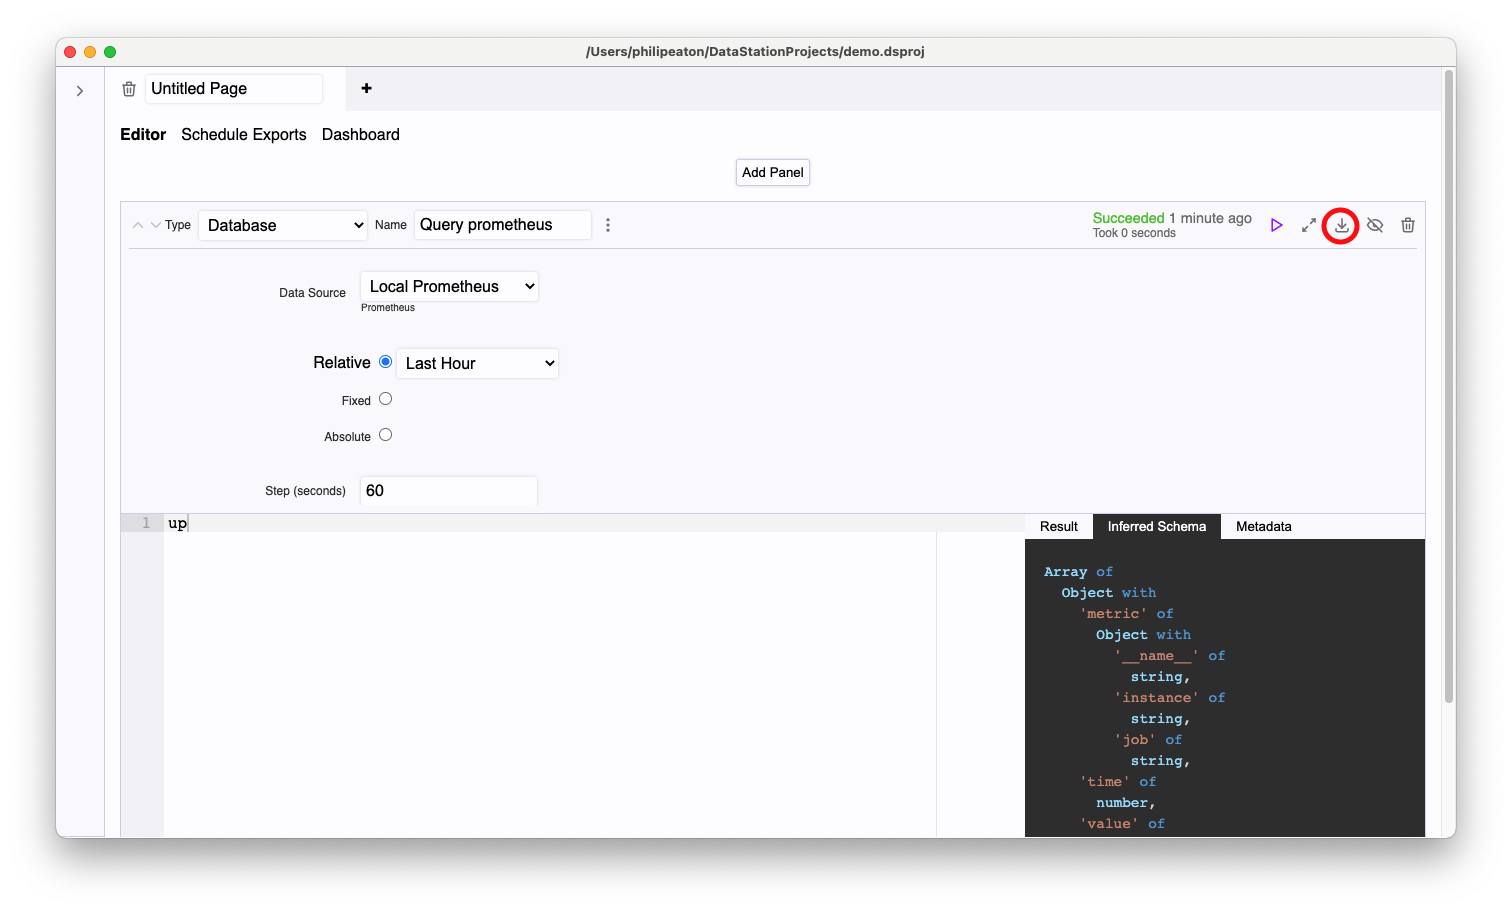 /Users/philipeaton/DataStationProjects/demo.dsproj
Untitled Page
+
Editor Schedule Exports Dashboard
Add Panel
Type Database Name Query prometheus Succeeded 1 minute ago
Took 0 seconds
Data Source Local Prometheus
Prometheus
Relative Last Hour
Fixed
Absolute
Step (seconds) 60
1 up
Result Inferred Schema Metadata
Array of
Object with
'metric' of
Object with
'__name__' of
string,
'instance' of
string,
'job' of
string,
'time' of
number,
'value' of